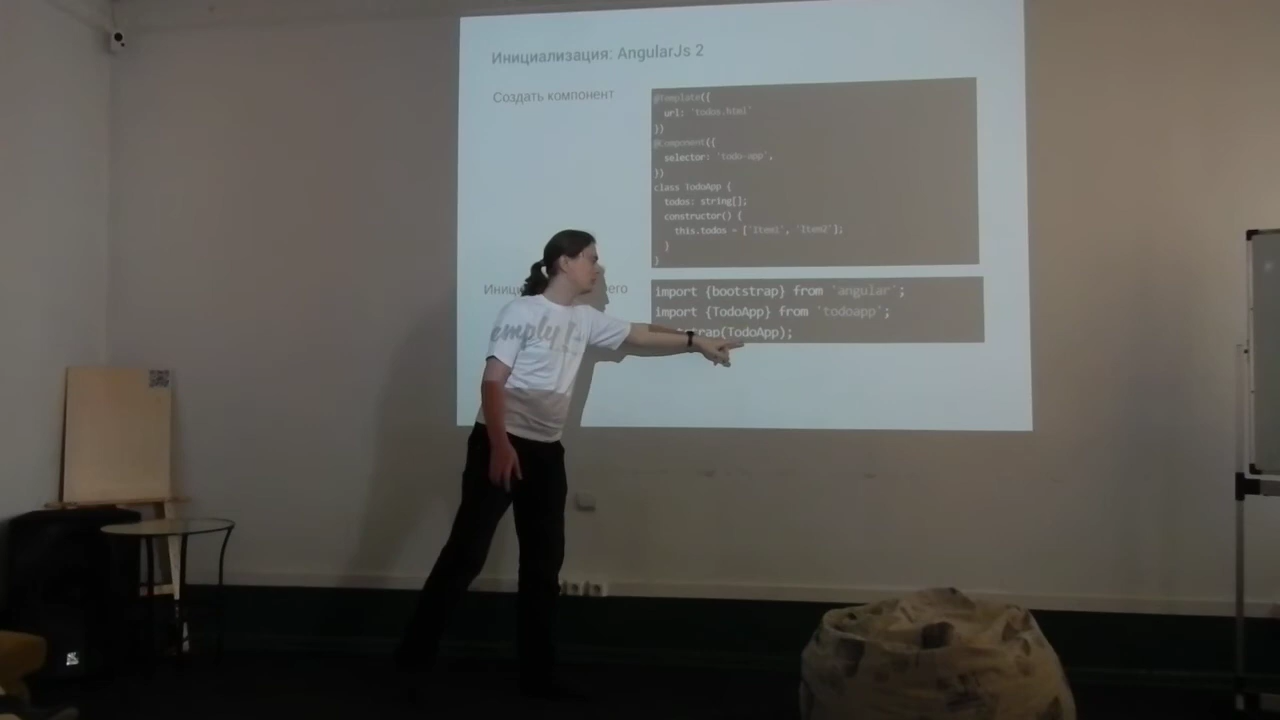 Инициализация: AngularJs 2
Создать компонент
@Template({
url: 'todos.html'
})
@Component({
selector: 'todo-app',
})
class TodoApp {
todos: string[];
constructor() {
this.todos = ['Item1', 'Item2'];
}
}
import {bootstrap} from 'angular';
import {TodoApp} from 'todoapp';
(TodoApp);